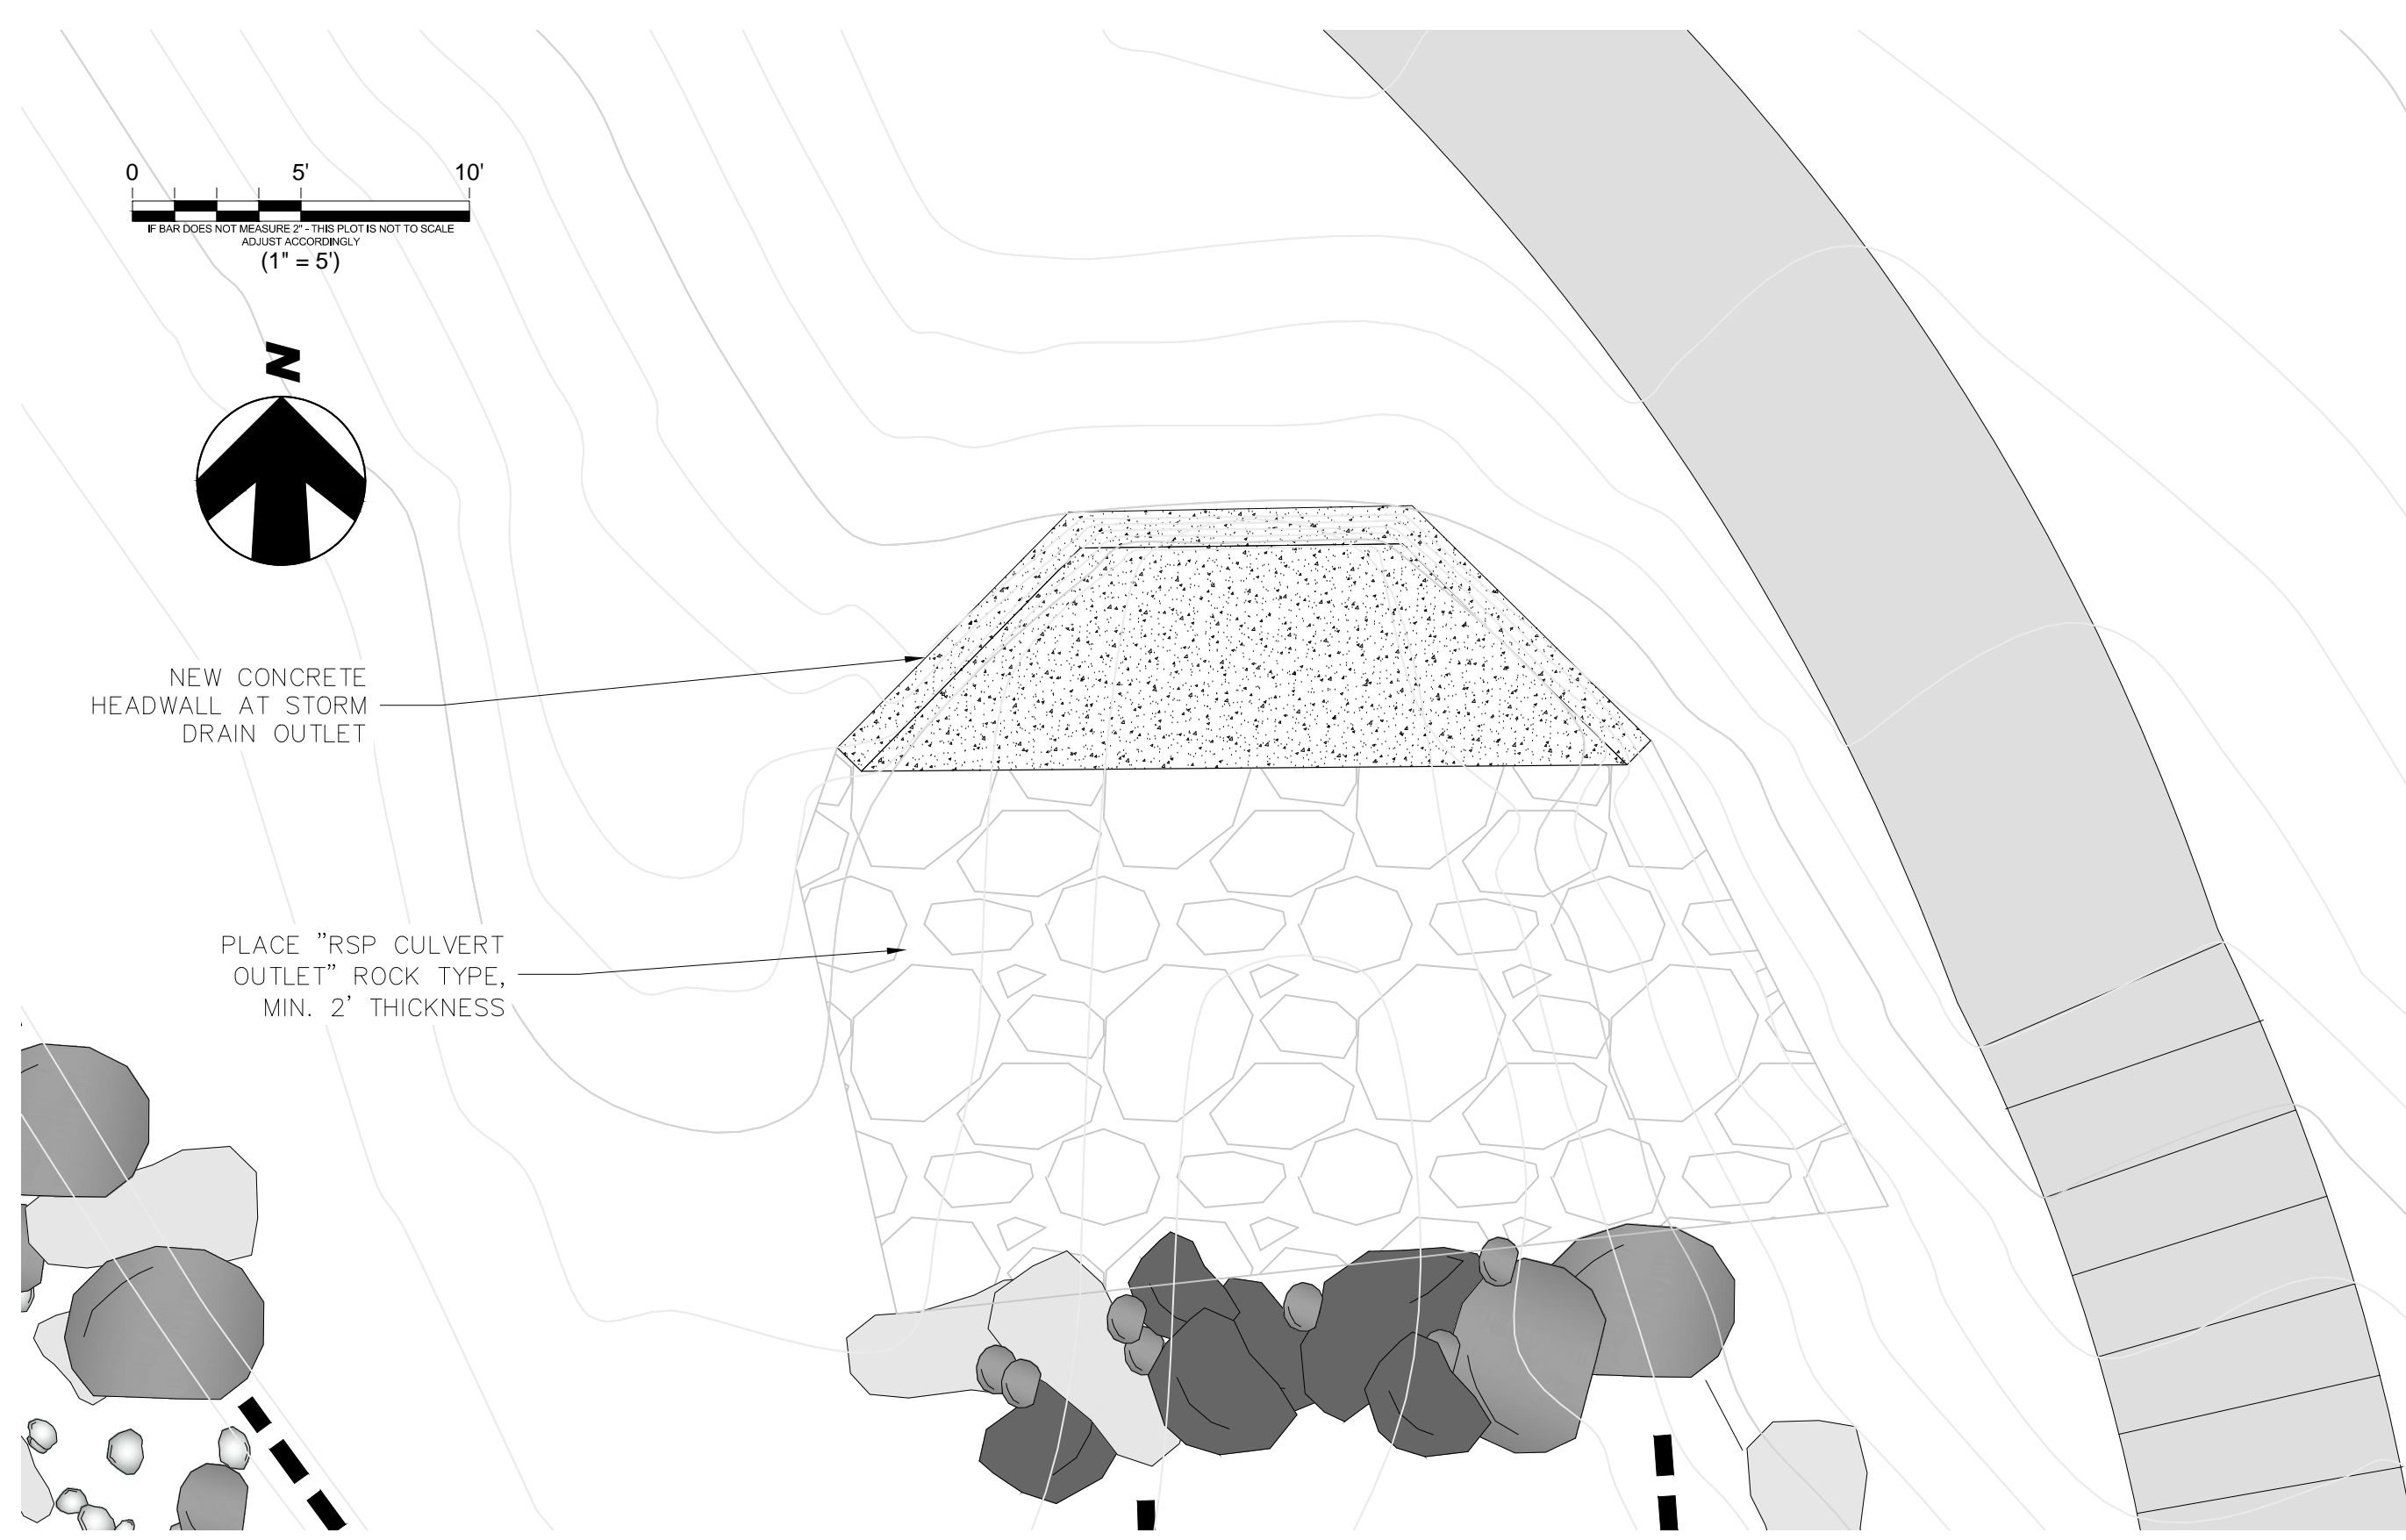 0 5' 10'
IF BAR DOES NOT MEASURE 2" - THIS PLOT IS NOT TO SCALE
ADJUST ACCORDINGLY
(1" = 5')
N
NEW CONCRETE
HEADWALL AT STORM
DRAIN OUTLET
PLACE "RSP CULVERT
OUTLET" ROCK TYPE,
MIN. 2' THICKNESS